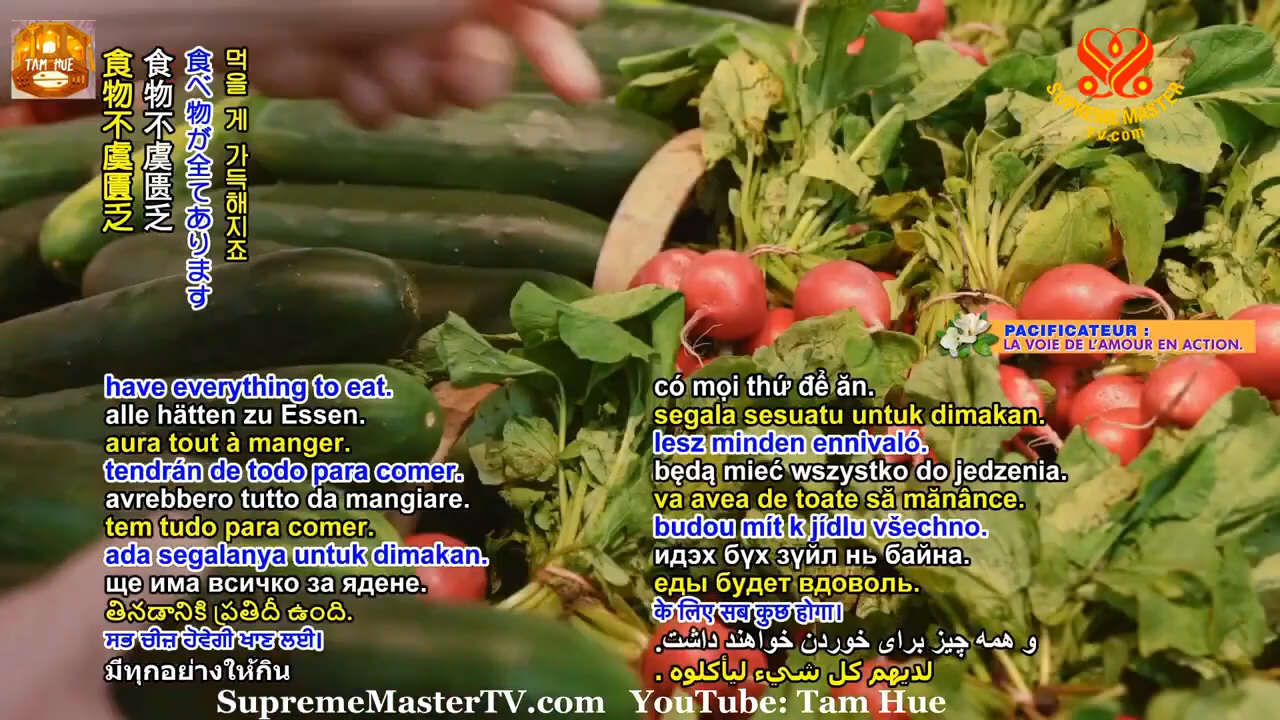 TAM HUE
食物不虞匱乏
食物不虞匮乏
食べ物が全てあります
먹을 게 가득해지죠
SUPREME MASTER
TV.com
PACIFICATEUR :
LA VOIE DE L'AMOUR EN ACTION.
have everything to eat.
alle hätten zu Essen.
aura tout à manger.
tendrán de todo para comer.
avrebbero tutto da mangiare.
tem tudo para comer.
ada segalanya untuk dimakan.
ще има всичко за ядене.
తినడానికి ప్రతిదీ ఉంది.
ਸਭ ਚੀਜ਼ ਹੋਵੇਗੀ ਖਾਣ ਲਈ।
มีทุกอย่างให้กิน
có mọi thứ để ăn.
segala sesuatu untuk dimakan.
lesz minden ennivaló.
będą mieć wszystko do jedzenia.
va avea de toate să mănânce.
budou mít k jídlu všechno.
идэх бүх зүйл нь байна.
еды будет вдоволь.
के लिए सब कुछ होगा।
و همه چیز برای خوردن خواهند داشت.
لديهم كل شيء ليأكلوه .
SupremeMasterTV.com YouTube: Tam Hue